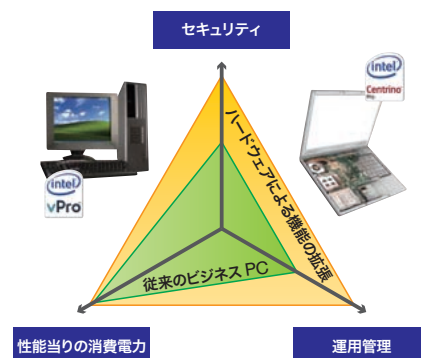 セキュリティ
intel
Centrino
Pro
ハードウェアによる機能の拡張
intel
vPro
従来のビジネス PC
性能当りの消費電力
運用管理